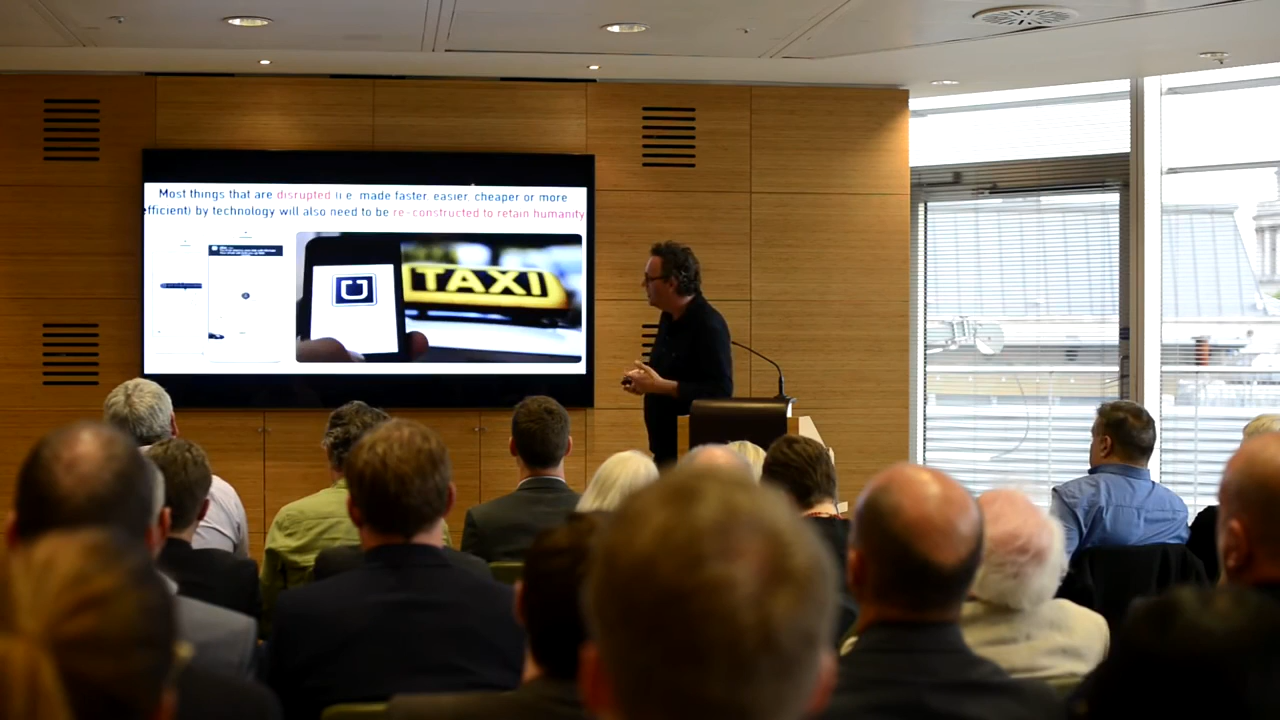 Most things that are disrupted (i.e. made faster, easier, cheaper or more
efficient) by technology will also need to be re-constructed to retain humanity
TAXI